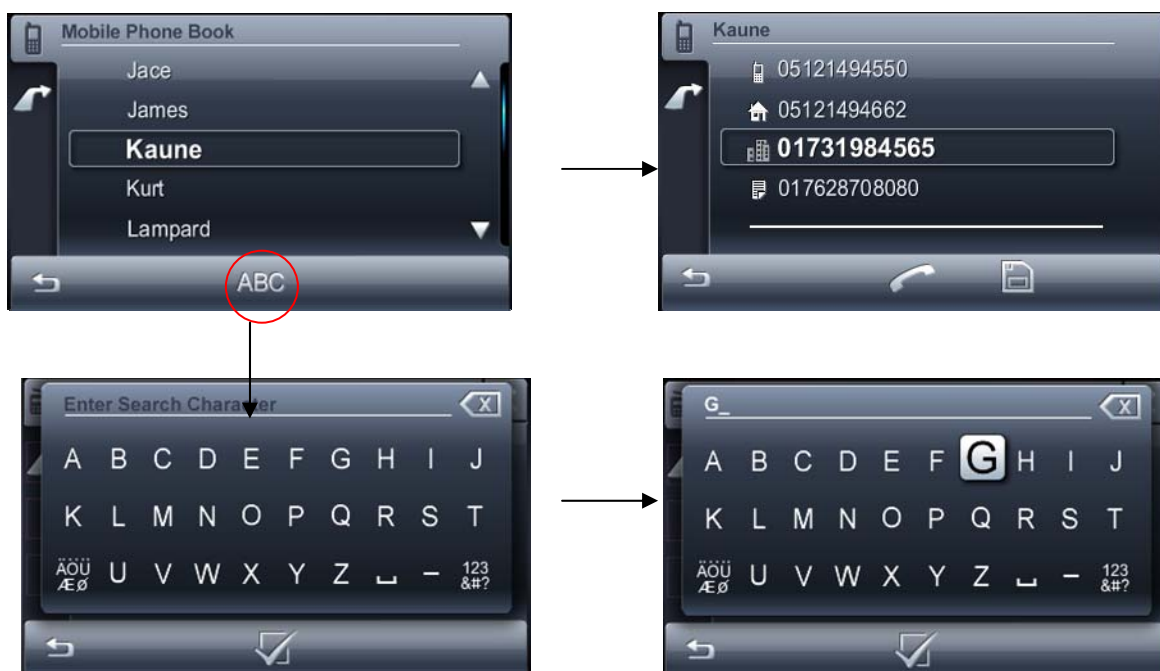 Mobile Phone Book
Jace
James
Kaune
Kurt
Lampard
ABC
Kaune
05121494550
05121494662
01731984565
017628708080
Enter Search Character
X
A B C D E F G H I J
K L M N O P Q R S T
ÄÖÜ ÆØ U V W X Y Z – 123 &#?
G_
X
A B C D E F G H I J
K L M N O P Q R S T
ÄÖÜ ÆØ U V W X Y Z – 123 &#?